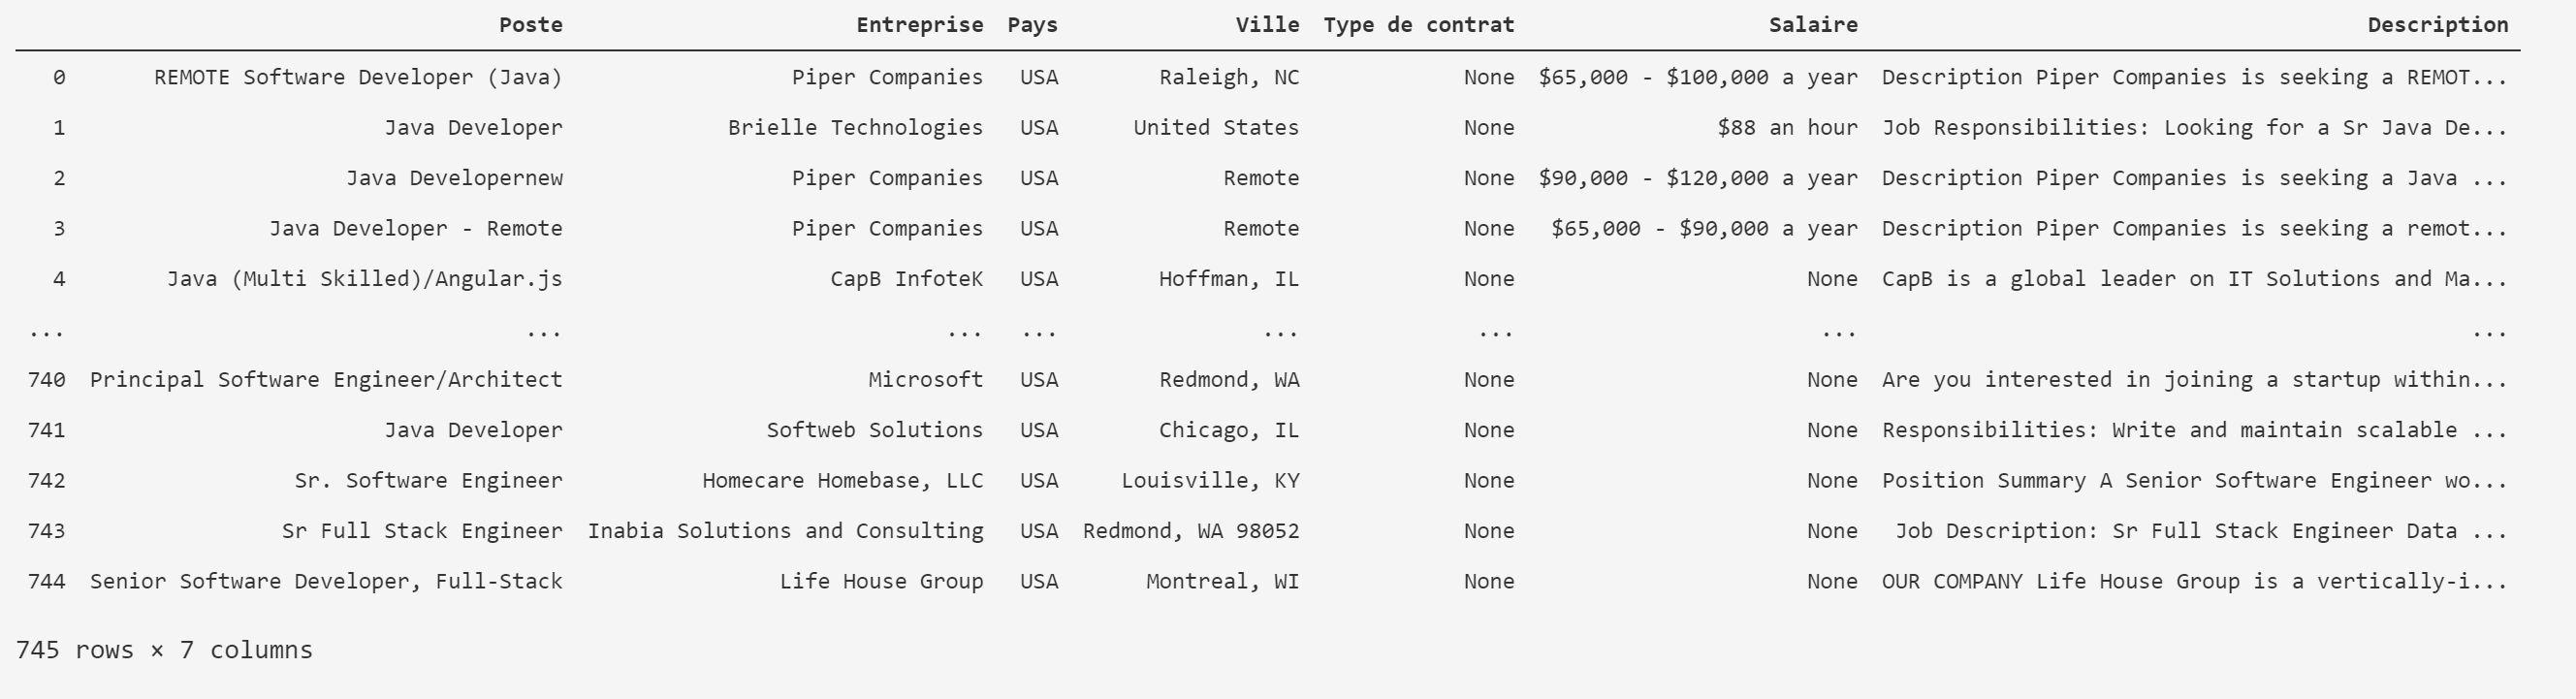 Poste Entreprise Pays Ville Type de contrat Salaire Description
0 REMOTE Software Developer (Java) Piper Companies USA Raleigh, NC None $65,000 - $100,000 a year Description Piper Companies is seeking a REMOT...
1 Java Developer Brielle Technologies USA United States None $88 an hour Job Responsibilities: Looking for a Sr Java De...
2 Java Developernew Piper Companies USA Remote None $90,000 - $120,000 a year Description Piper Companies is seeking a Java ...
3 Java Developer - Remote Piper Companies USA Remote None $65,000 - $90,000 a year Description Piper Companies is seeking a remot...
4 Java (Multi Skilled)/Angular.js CapB InfoteK USA Hoffman, IL None None CapB is a global leader on IT Solutions and Ma...
... ... ... ... ... ... ... ...
740 Principal Software Engineer/Architect Microsoft USA Redmond, WA None None Are you interested in joining a startup within...
741 Java Developer Softweb Solutions USA Chicago, IL None None Responsibilities: Write and maintain scalable ...
742 Sr. Software Engineer Homecare Homebase, LLC USA Louisville, KY None None Position Summary A Senior Software Engineer wo...
743 Sr Full Stack Engineer Inabia Solutions and Consulting USA Redmond, WA 98052 None None Job Description: Sr Full Stack Engineer Data ...
744 Senior Software Developer, Full-Stack Life House Group USA Montreal, WI None None OUR COMPANY Life House Group is a vertically-i...
745 rows × 7 columns